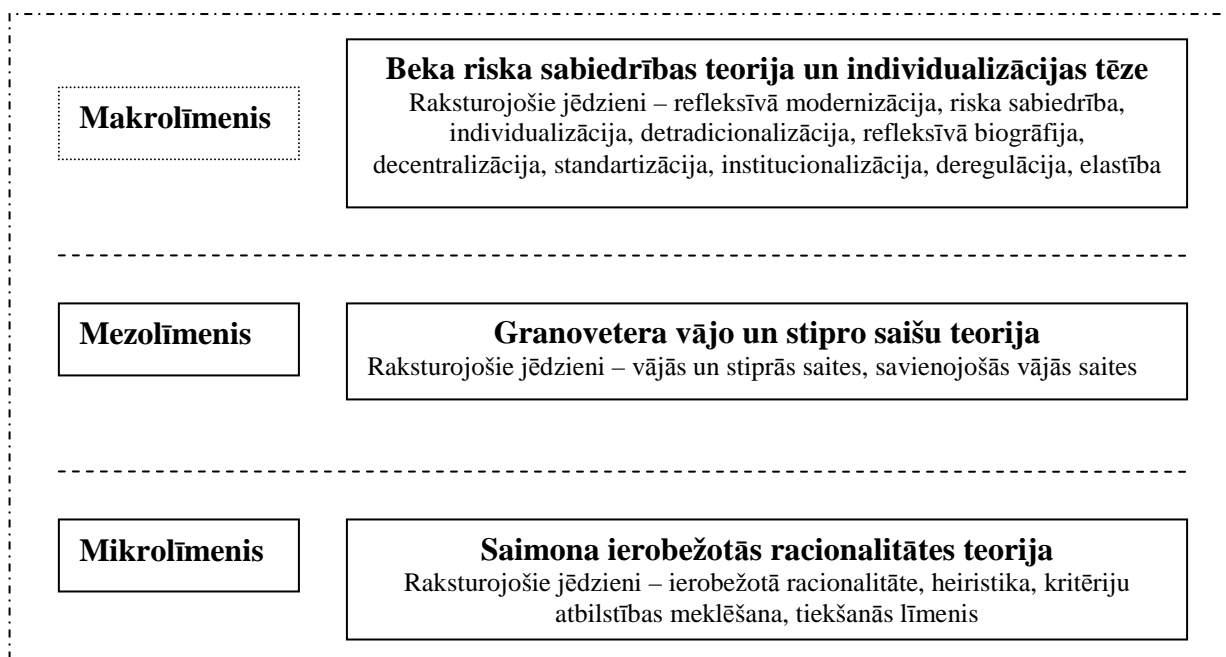 Makrolīmenis
Beka riska sabiedrības teorija un individualizācijas tēze
Raksturojošie jēdzieni – refleksīvā modernizācija, riska sabiedrība,
individualizācija, detradicionalizācija, refleksīvā biogrāfija,
decentralizācija, standartizācija, institucionalizācija, deregulācija, elastība
Mezolīmenis
Granovetera vājo un stipro saišu teorija
Raksturojošie jēdzieni – vājās un stiprās saites, savienojošās vājās saites
Mikrolīmenis
Saimona ierobežotās racionalitātes teorija
Raksturojošie jēdzieni – ierobežotā racionalitāte, heiristika, kritēriju
atbilstības meklēšana, tiekšanās līmenis